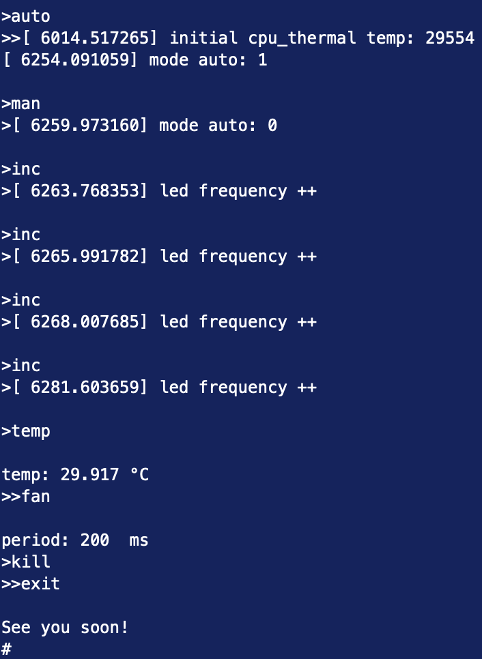 >auto
>>[ 6014.517265] initial cpu_thermal temp: 29554
[ 6254.091059] mode auto: 1
>man
>[ 6259.973160] mode auto: 0
>inc
>[ 6263.768353] led frequency ++
>inc
>[ 6265.991782] led frequency ++
>inc
>[ 6268.007685] led frequency ++
>inc
>[ 6281.603659] led frequency ++
>temp
temp: 29.917 °C
>>fan
period: 200  ms
>kill
>>exit
See you soon!
#